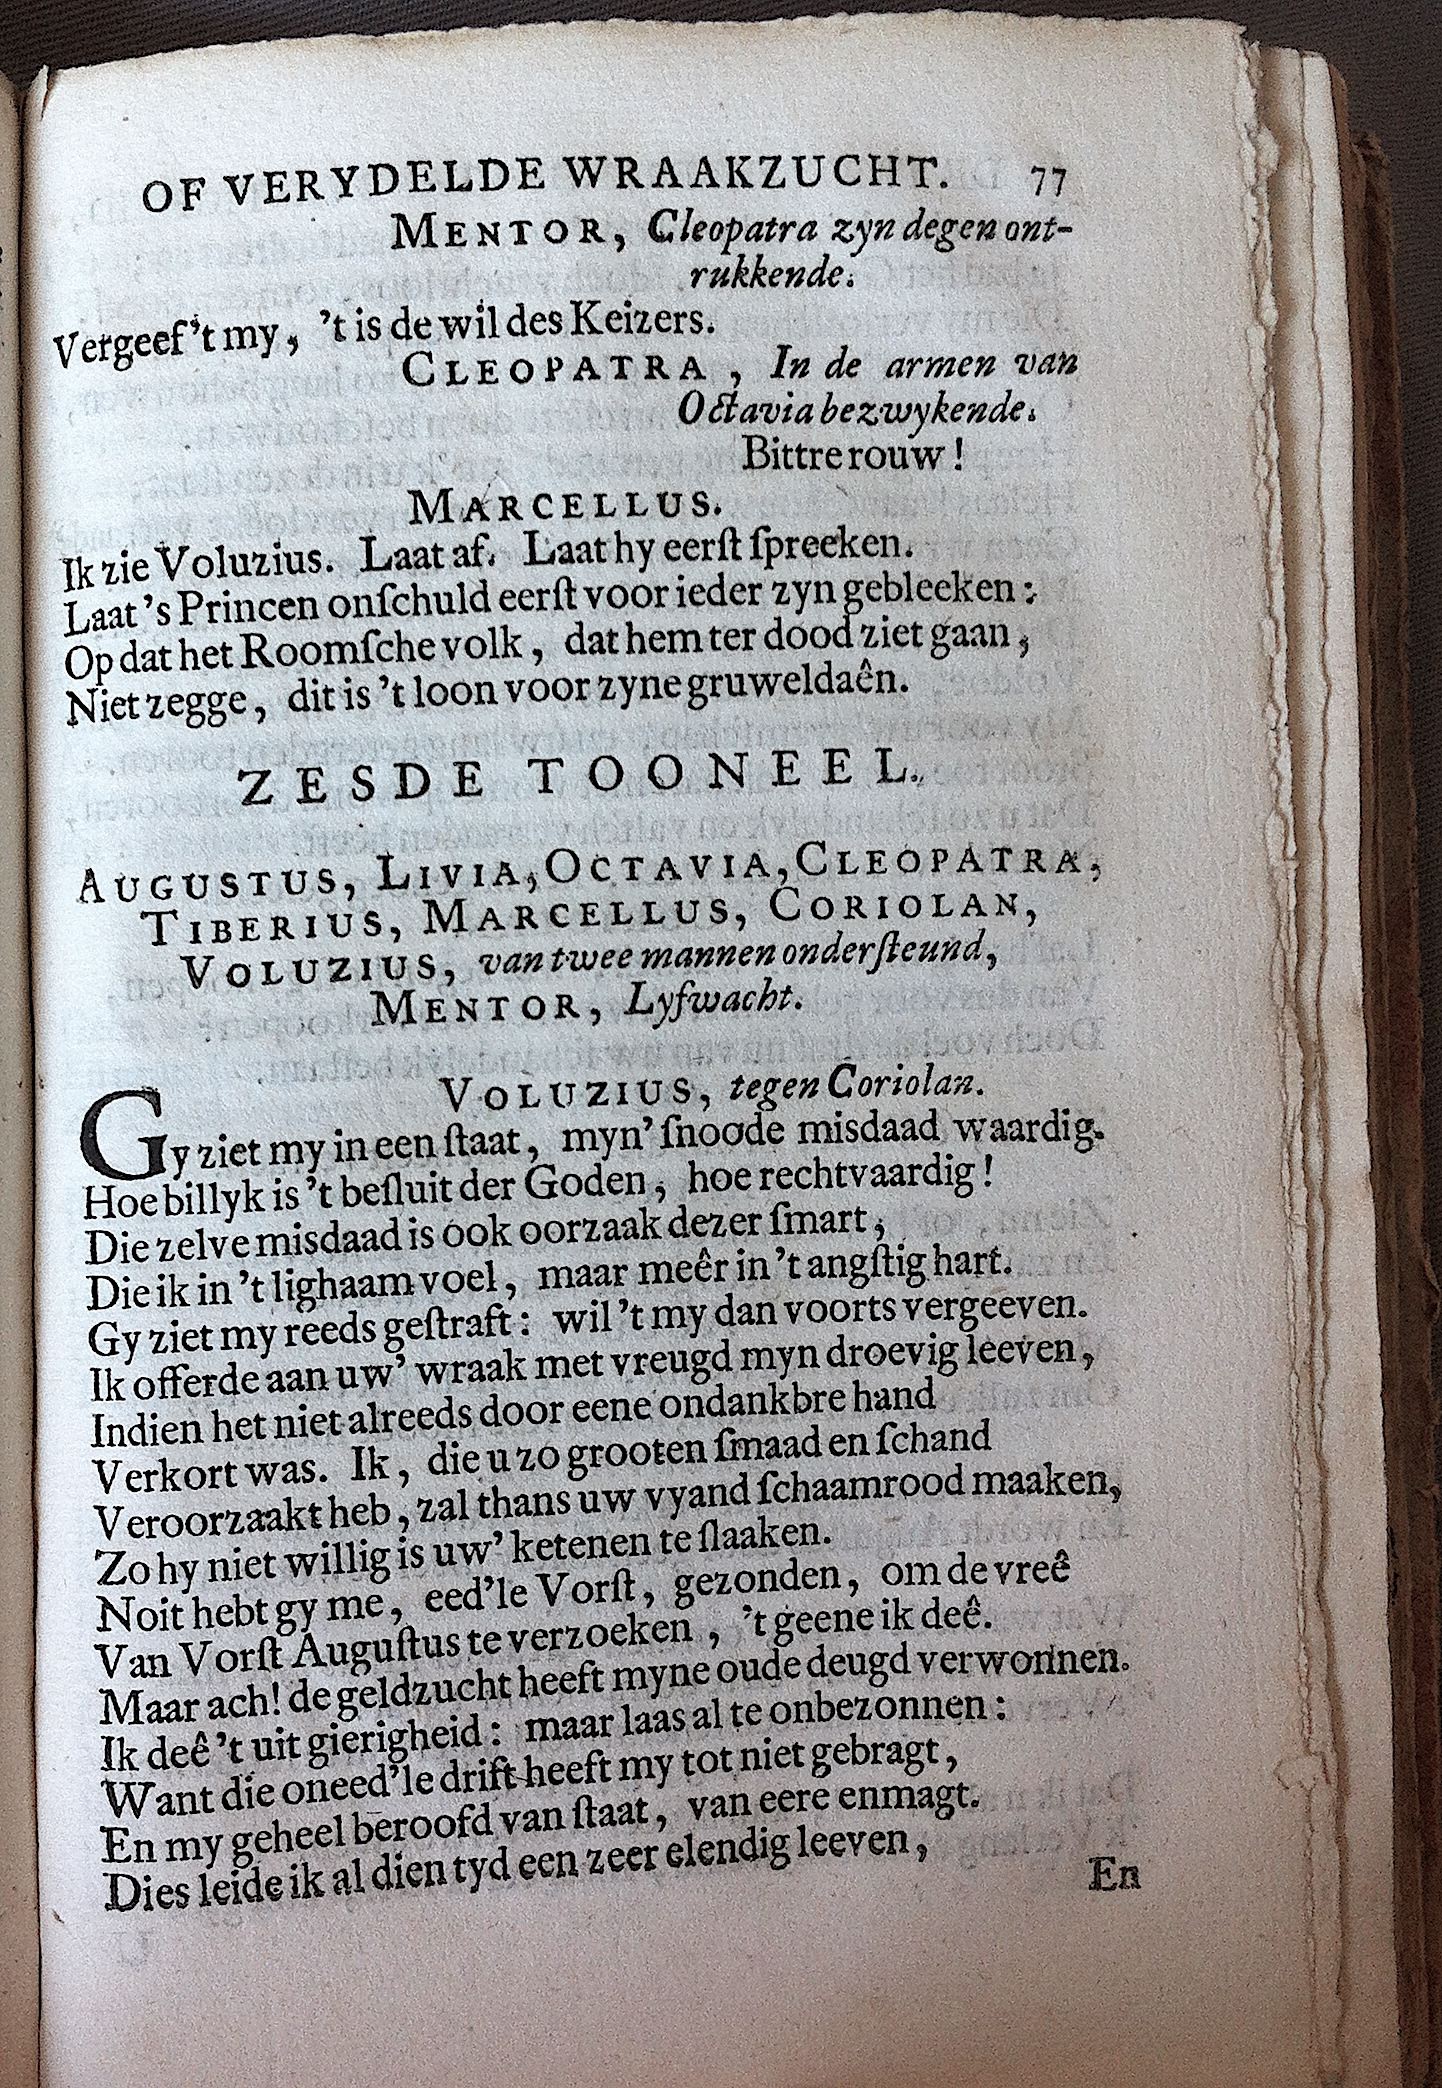 OF VERYDELDE WRAAKZUCHT. 77
MENTOR, Cleopatra zyn degen ont-
rukkende.
Vergeef 't my, 't is de wil des Keizers.
CLEOPATRA, In de armen van
Octavia bezwykende.
Bittre rouw!
MARCELLUS.
Ik zie Voluzius. Laat af. Laat hy eerſt ſpreeken.
Laat 's Princen onſchuld eerſt voor ieder zyn gebleeken:
Op dat het Roomſche volk, dat hem ter dood ziet gaan,
Niet zegge, dit is 't loon voor zyne gruweldaên.
ZESDE TOONEEL.
AUGUSTUS, LIVIA, OCTAVIA, CLEOPATRA,
TIBERIUS, MARCELLUS, CORIOLAN,
VOLUZIUS, van twee mannen onderſteund,
MENTOR, Lyfwacht.
VOLUZIUS, tegen Coriolan.
Gy ziet my in een ſtaat, myn' ſnoode misdaad waardig.
Hoe billyk is 't beſluit der Goden, hoe rechtvaardig!
Die zelve misdaad is ook oorzaak dezer ſmart,
Die ik in 't lighaam voel, maar meêr in 't angſtig hart.
Gy ziet my reeds geſtraft: wil 't my dan voorts vergeeven.
Ik offerde aan uw' wraak met vreugd myn droevig leeven,
Indien het niet alreeds door eene ondankbre hand
Verkort was. Ik, die u zo grooten ſmaad en ſchand
Veroorzaakt heb, zal thans uw vyand ſchaamrood maaken,
Zo hy niet willig is uw' ketenen te ſlaaken.
Noit hebt gy me, eed'le Vorſt, gezonden, om de vreê
Van Vorſt Auguſtus te verzoeken, 't geene ik deê.
Maar ach! de geldzucht heeft myne oude deugd verwonnen.
Ik deê 't uit gierigheid: maar laas al te onbezonnen:
Want die oneed'le drift heeft my tot niet gebragt,
En my geheel beroofd van ſtaat, van eere en magt.
Dies leide ik al dien tyd een zeer elendig leeven,
En